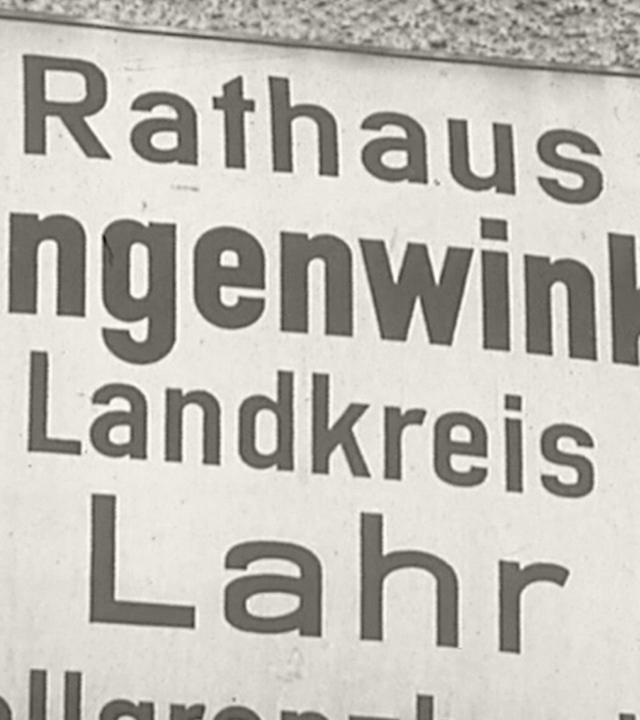 Rathaus
ngenwink
Landkreis
Lahr